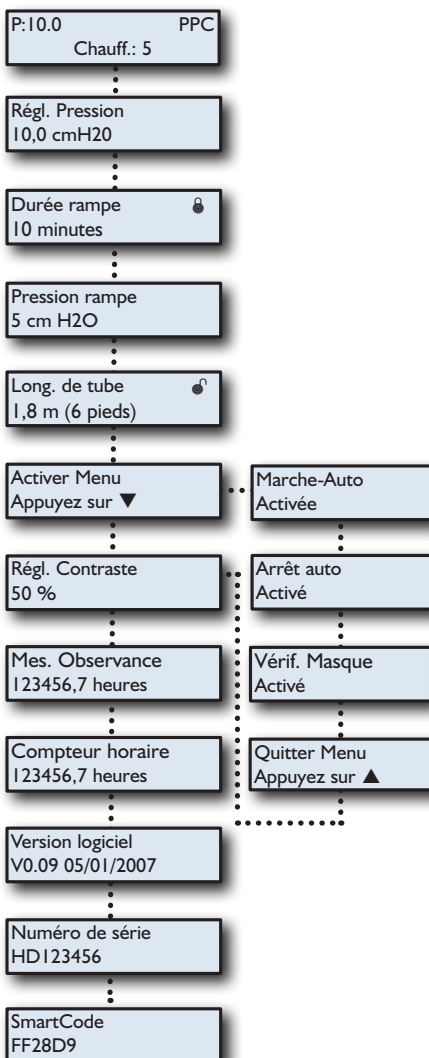 P:10.0 PPC
Chauff.: 5
Régl. Pression
10,0 cmH20
Durée rampe
10 minutes
Pression rampe
5 cm H2O
Long. de tube
1,8 m (6 pieds)
Activer Menu
Appuyez sur ▼
Marche-Auto
Activée
Régl. Contraste
50 %
Arrêt auto
Activé
Mes. Observance
123456,7 heures
Vérif. Masque
Activé
Compteur horaire
123456,7 heures
Quitter Menu
Appuyez sur ▲
Version logiciel
V0.09 05/01/2007
Numéro de série
HD123456
SmartCode
FF28D9